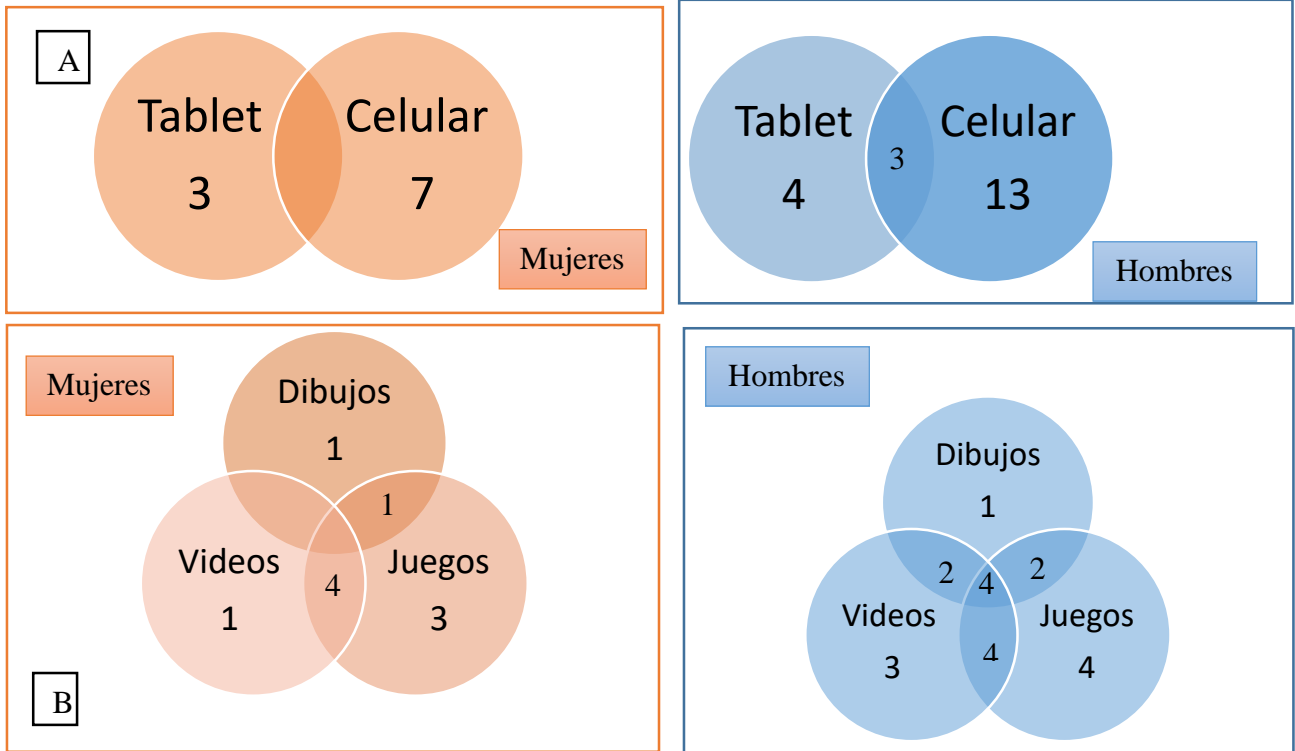 A
Tablet
3
Celular
7
Mujeres
Tablet
4
3
Celular
13
Hombres
Mujeres
Dibujos
1
1
Videos
1
4
Juegos
3
B
Hombres
Dibujos
1
2
4
2
Videos
3
4
Juegos
4